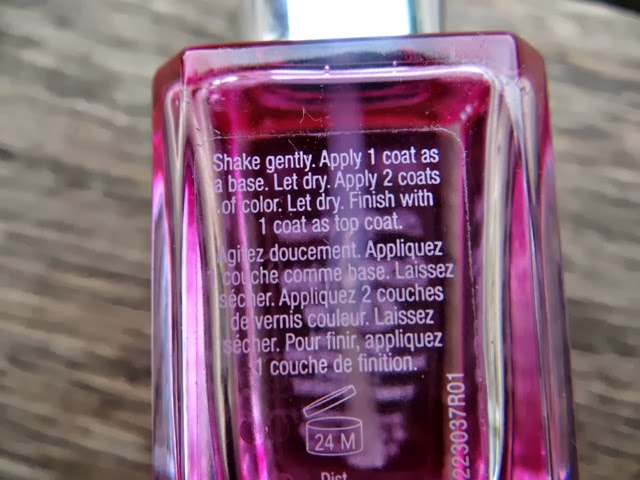 Shake gently. Apply 1 coat as
a base. Let dry. Apply 2 coats
of color. Let dry. Finish with
1 coat as top coat.
Agitez doucement. Appliquez
1 couche comme base. Laissez
sécher. Appliquez 2 couches
de vernis couleur. Laissez
sécher. Pour finir, appliquez
1 couche de finition.
24 M
223037R01
Dist.